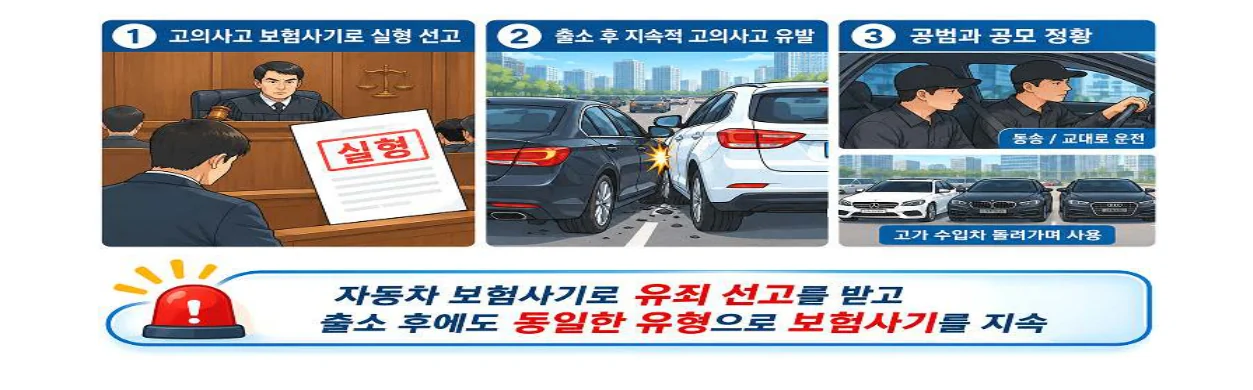 1 고의사고 보험사기로 실형 선고
실형
2 출소 후 지속적 고의사고 유발
3 공범과 공모 정황
동승 / 교대로 운전
고가 수입차 돌려가며 사용
자동차 보험사기로 유죄 선고를 받고
출소 후에도 동일한 유형으로 보험사기를 지속